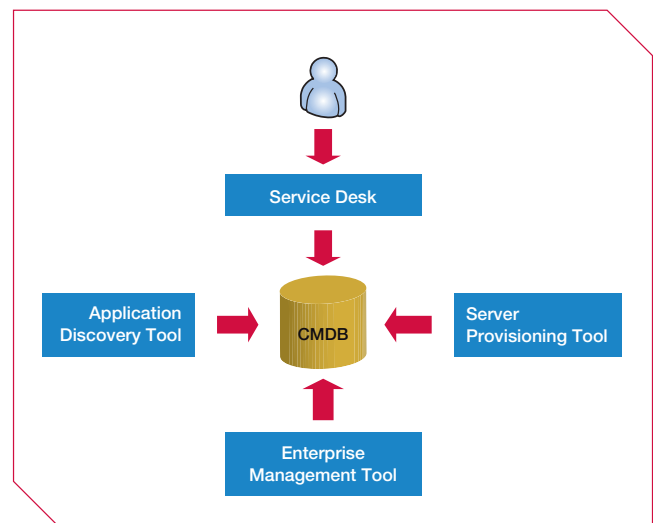 Service Desk
Application
Discovery Tool
CMDB
Server
Provisioning Tool
Enterprise
Management Tool